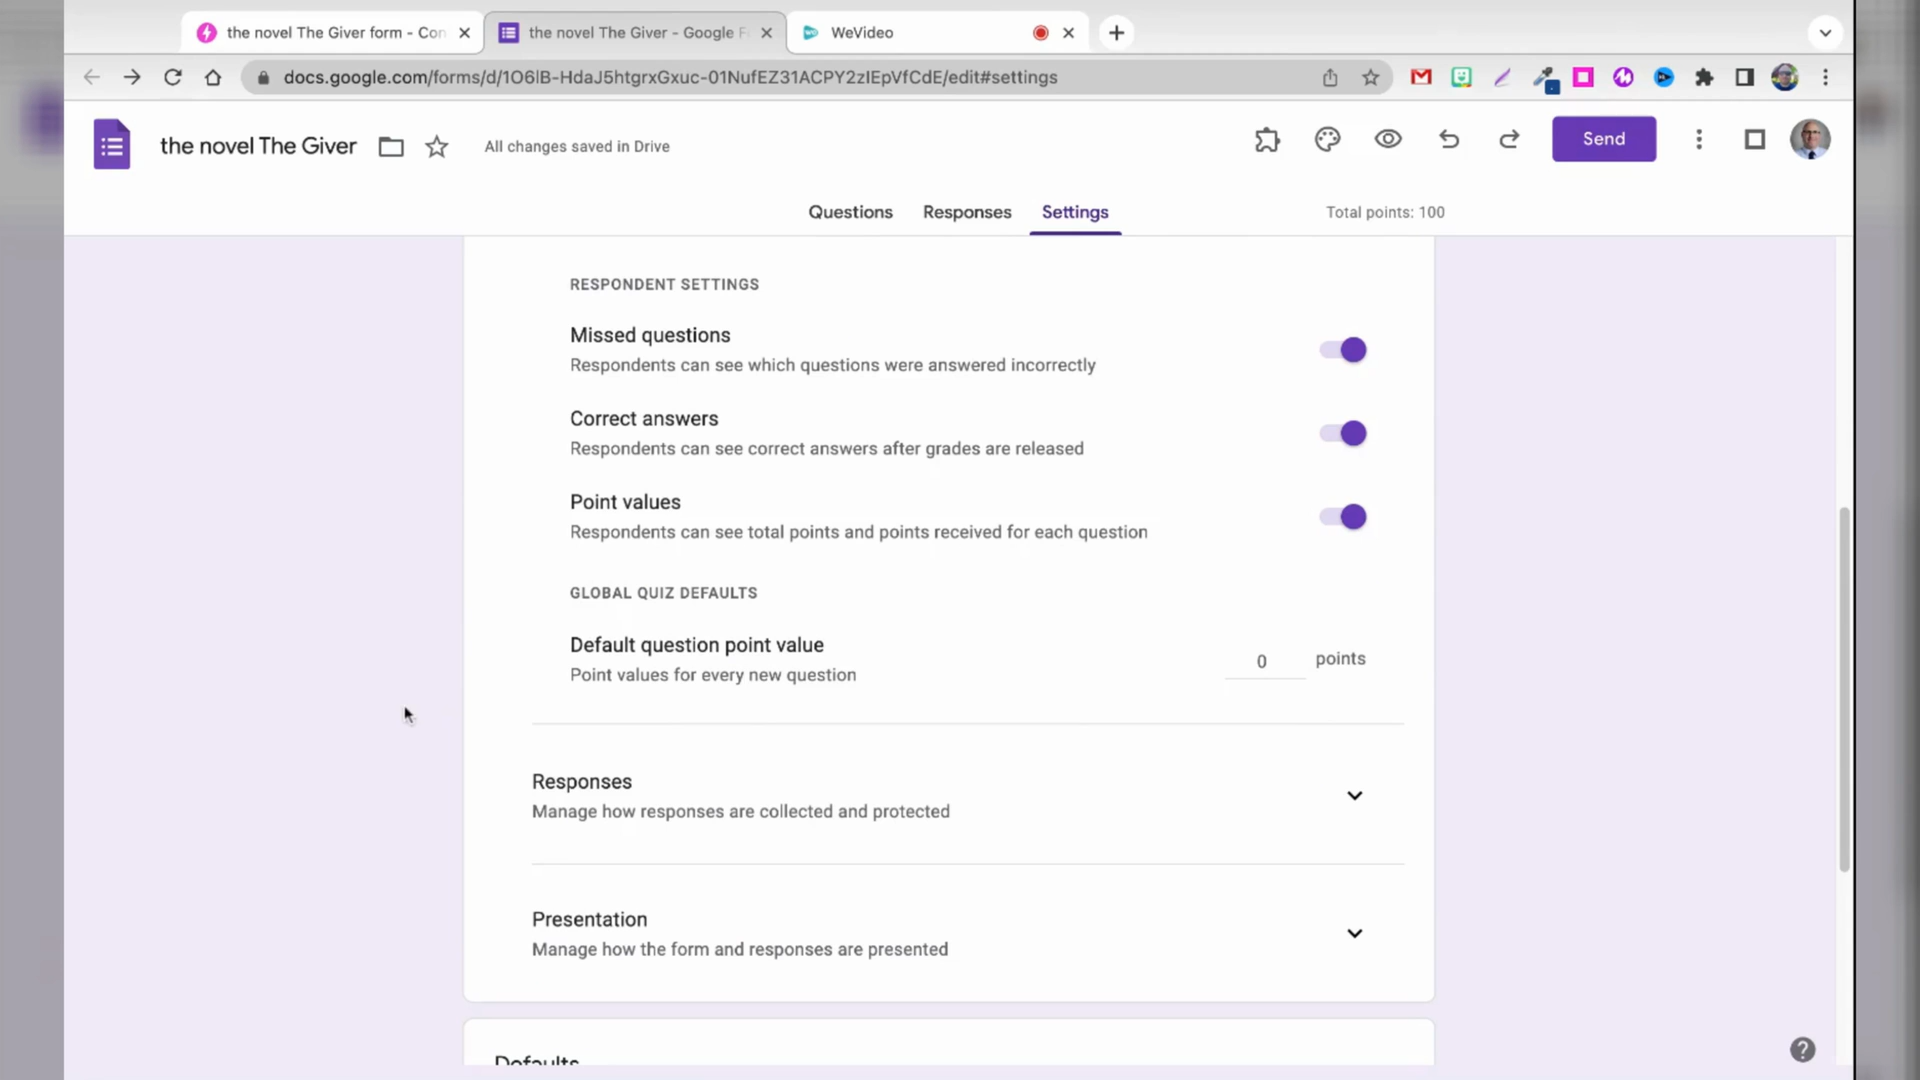 the novel The Giver form - Con
the novel The Giver - Google F
WeVideo
docs.google.com/forms/d/1O6lB-HdaJ5htgrxGxuc-01NufEZ31ACPY2zIEpVfCdE/edit#settings
the novel The Giver
All changes saved in Drive
Send
Questions
Responses
Settings
Total points: 100
RESPONDENT SETTINGS
Missed questions
Respondents can see which questions were answered incorrectly
Correct answers
Respondents can see correct answers after grades are released
Point values
Respondents can see total points and points received for each question
GLOBAL QUIZ DEFAULTS
Default question point value
Point values for every new question
0 points
Responses
Manage how responses are collected and protected
Presentation
Manage how the form and responses are presented
Defaults